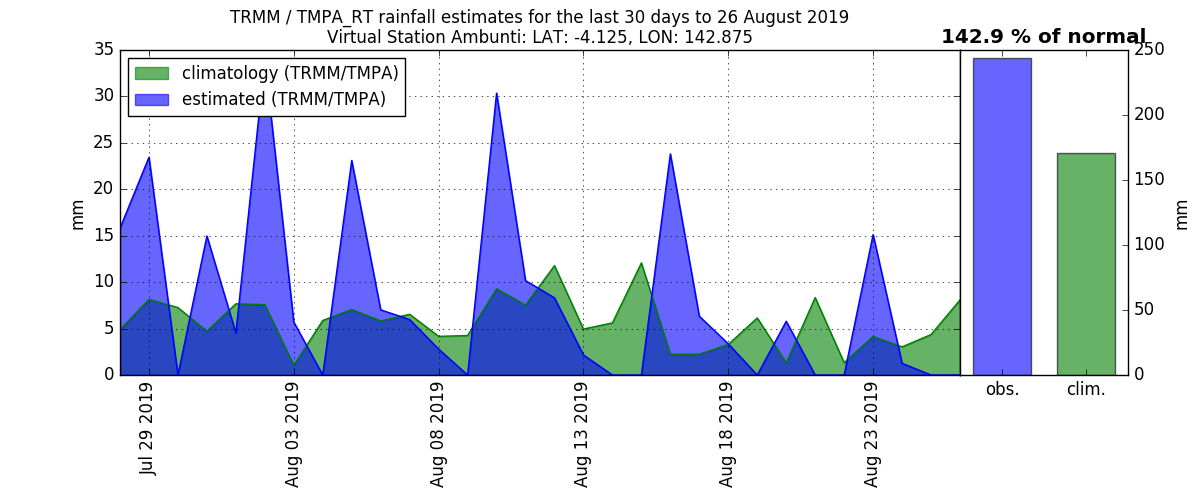 TRMM / TMPA_RT rainfall estimates for the last 30 days to 26 August 2019
Virtual Station Ambunti: LAT: -4.125, LON: 142.875
142.9 % of normal
35
30
25
20
15
10
5
0
mm
climatology (TRMM/TMPA)
estimated (TRMM/TMPA)
Jul 29 2019
Aug 03 2019
Aug 08 2019
Aug 13 2019
Aug 18 2019
Aug 23 2019
obs.
clim.
250
200
150
100
50
0
mm